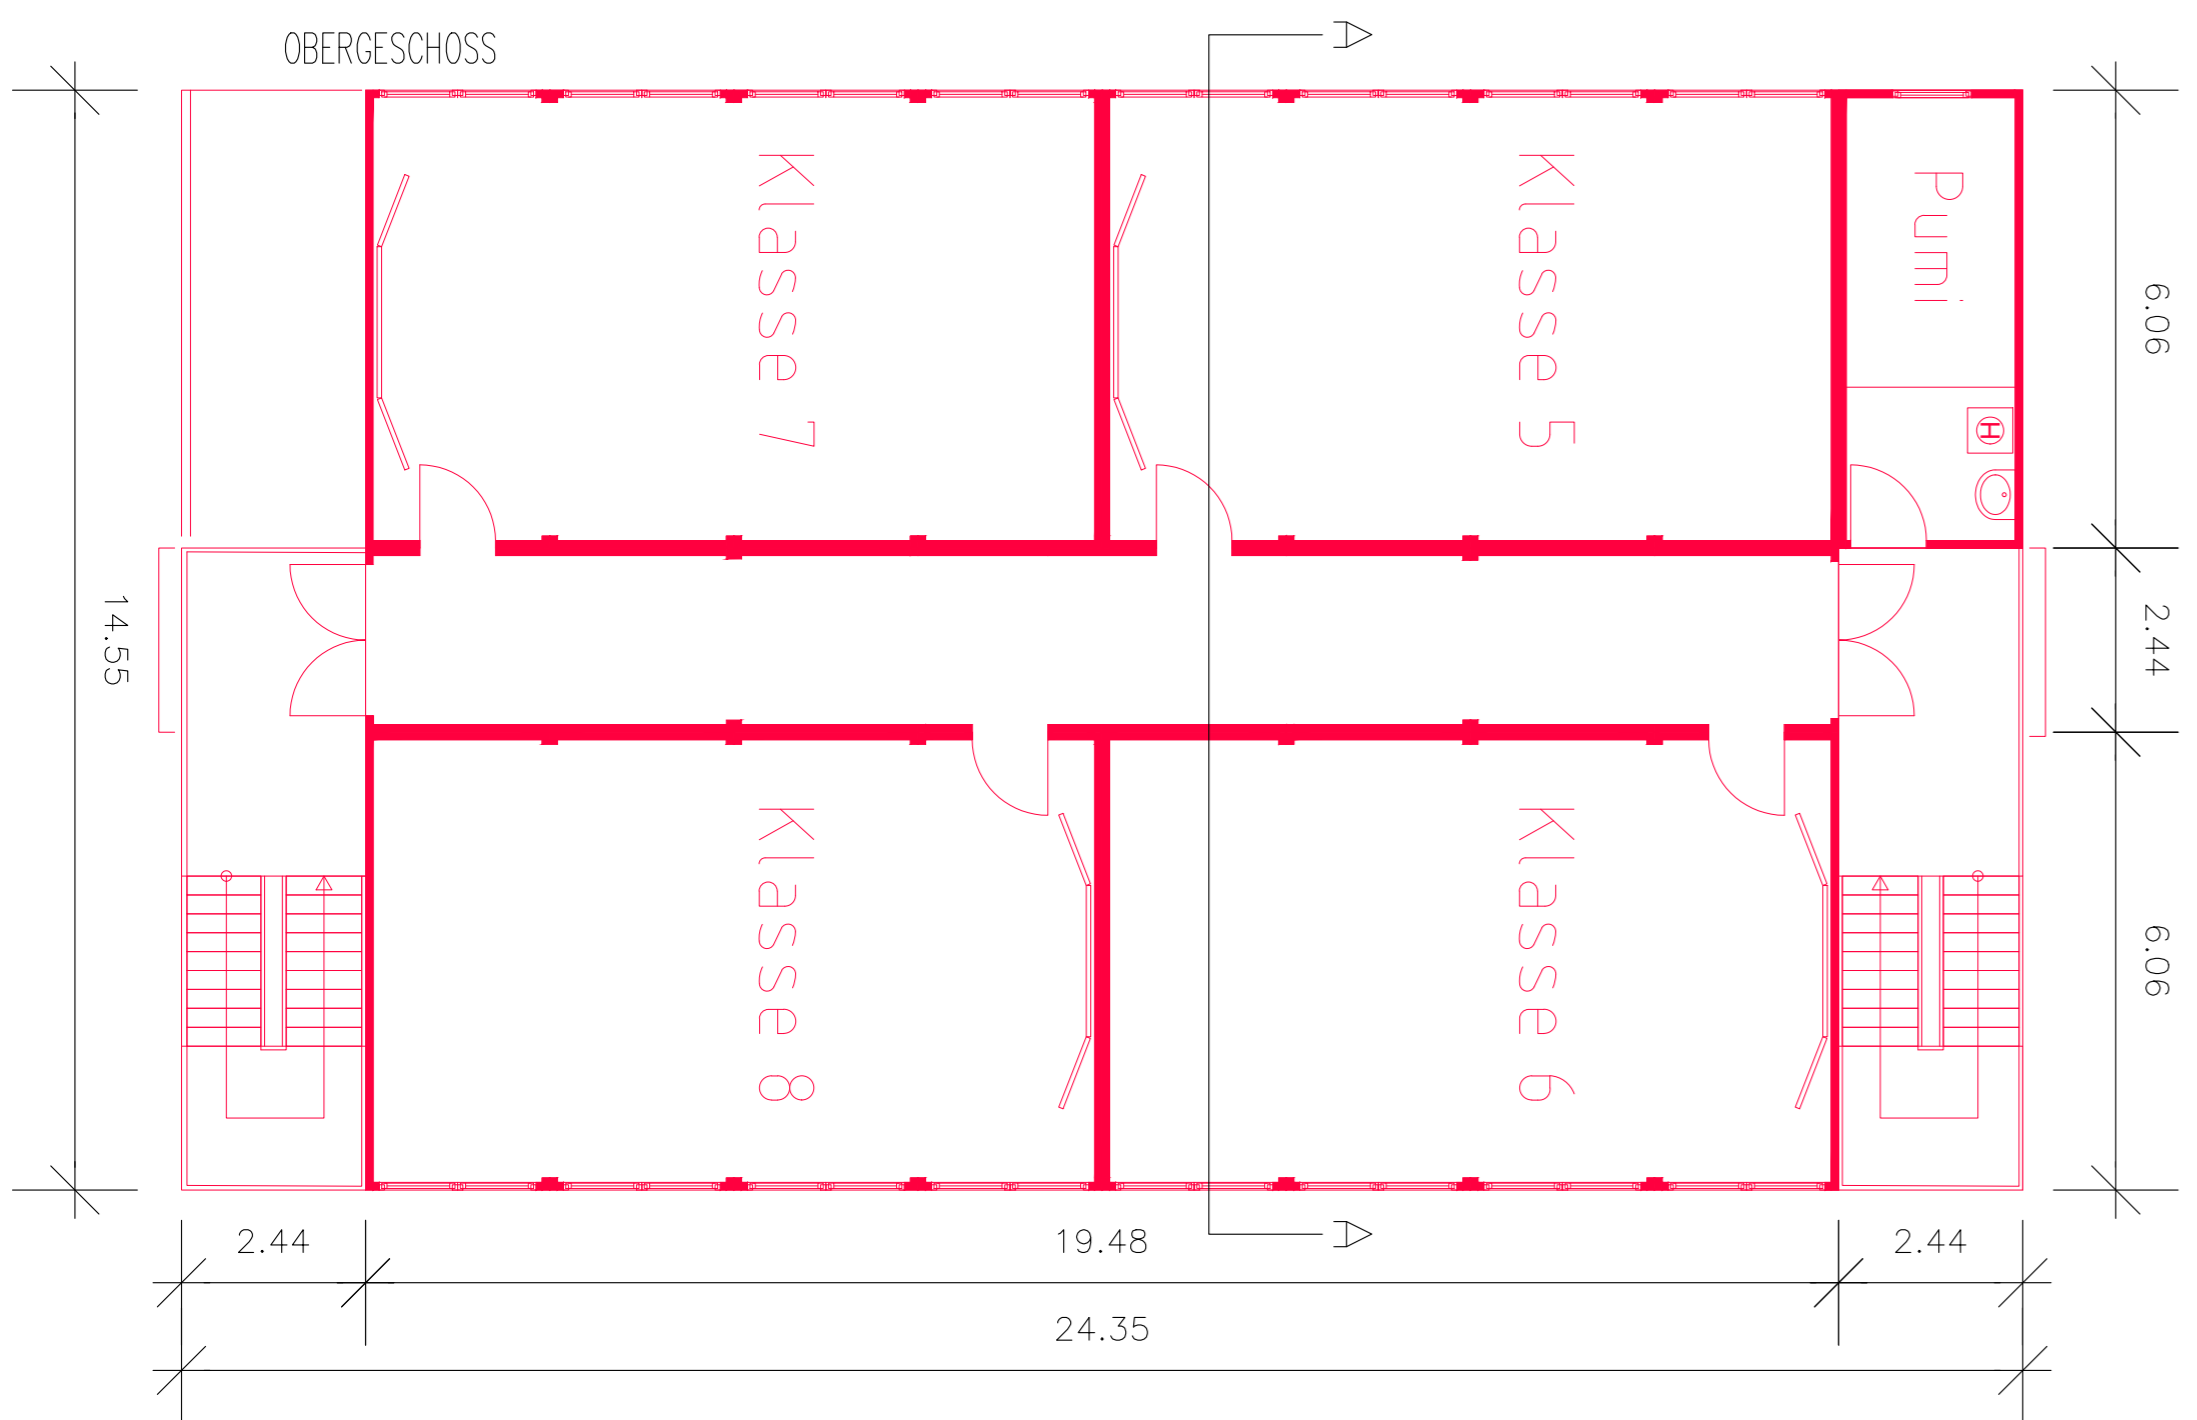 OBERGESCHOSS
A
Klasse 7
Klasse 5
Pumi
6.06
H
14.55
2.44
Klasse 8
Klasse 6
6.06
A
2.44
19.48
2.44
24.35